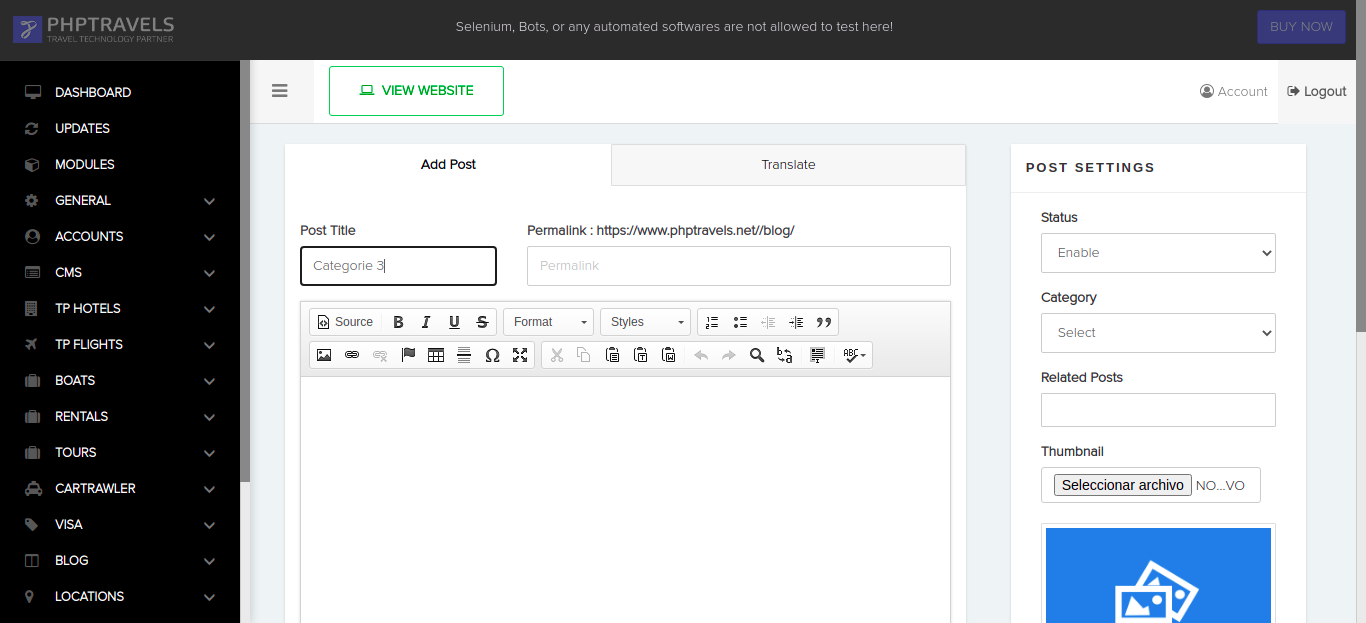 PHPTRAVELS
TRAVEL TECHNOLOGY PARTNER
Selenium, Bots, or any automated softwares are not allowed to test here!
BUY NOW
DASHBOARD
UPDATES
MODULES
GENERAL
ACCOUNTS
CMS
TP HOTELS
TP FLIGHTS
BOATS
RENTALS
TOURS
CARTRAWLER
VISA
BLOG
LOCATIONS
VIEW WEBSITE
Account
Logout
Add Post
Translate
Post Title
Permalink : https://www.phptravels.net//blog/
Categorie 3
Permalink
Source B I U S Format Styles
ABC
POST SETTINGS
Status
Enable
Category
Select
Related Posts
Thumbnail
Seleccionar archivo NO...VO